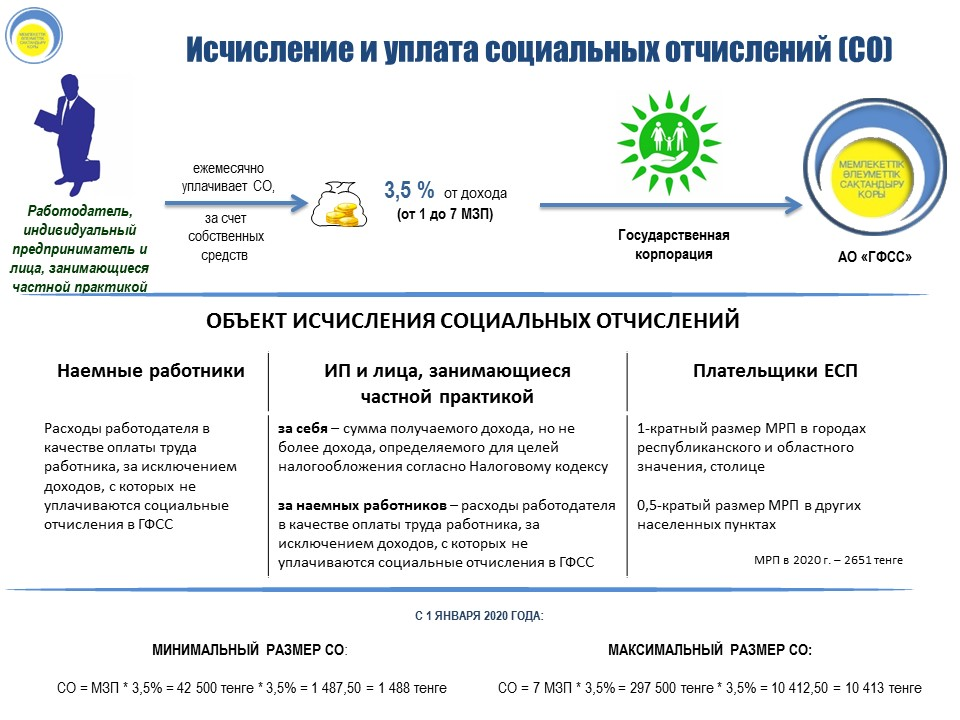 МЕМЛЕКЕТТІК
ӘЛЕУМЕТТІК
САҚТАНДЫРУ
ҚОРЫ
Исчисление и уплата социальных отчислений (СО)
Работодатель,
индивидуальный
предприниматель и
лица, занимающиеся
частной практикой
ежемесячно
уплачивает СО,
за счет
собственных
средств
3,5 % от дохода
(от 1 до 7 МЗП)
Государственная
корпорация
МЕМЛЕКЕТТІК
ӘЛЕУМЕТТІК
САҚТАНДЫРУ
ҚОРЫ
АО «ГФСС»
ОБЪЕКТ ИСЧИСЛЕНИЯ СОЦИАЛЬНЫХ ОТЧИСЛЕНИЙ
Наемные работники
Расходы работодателя в
качестве оплаты труда
работника, за исключением
доходов, с которых не
уплачиваются социальные
отчисления в ГФСС
ИП и лица, занимающиеся
частной практикой
за себя – сумма получаемого дохода, но не
более дохода, определяемого для целей
налогообложения согласно Налоговому кодексу
за наемных работников – расходы работодателя
в качестве оплаты труда работника, за
исключением доходов, с которых не
уплачиваются социальные отчисления в ГФСС
Плательщики ЕСП
1-кратный размер МРП в городах
республиканского и областного
значения, столице
0,5-кратый размер МРП в других
населенных пунктах
МРП в 2020 г. – 2651 тенге
С 1 ЯНВАРЯ 2020 ГОДА:
МИНИМАЛЬНЫЙ РАЗМЕР СО:
СО = МЗП * 3,5% = 42 500 тенге * 3,5% = 1 487,50 = 1 488 тенге
МАКСИМАЛЬНЫЙ РАЗМЕР СО:
СО = 7 МЗП * 3,5% = 297 500 тенге * 3,5% = 10 412,50 = 10 413 тенге